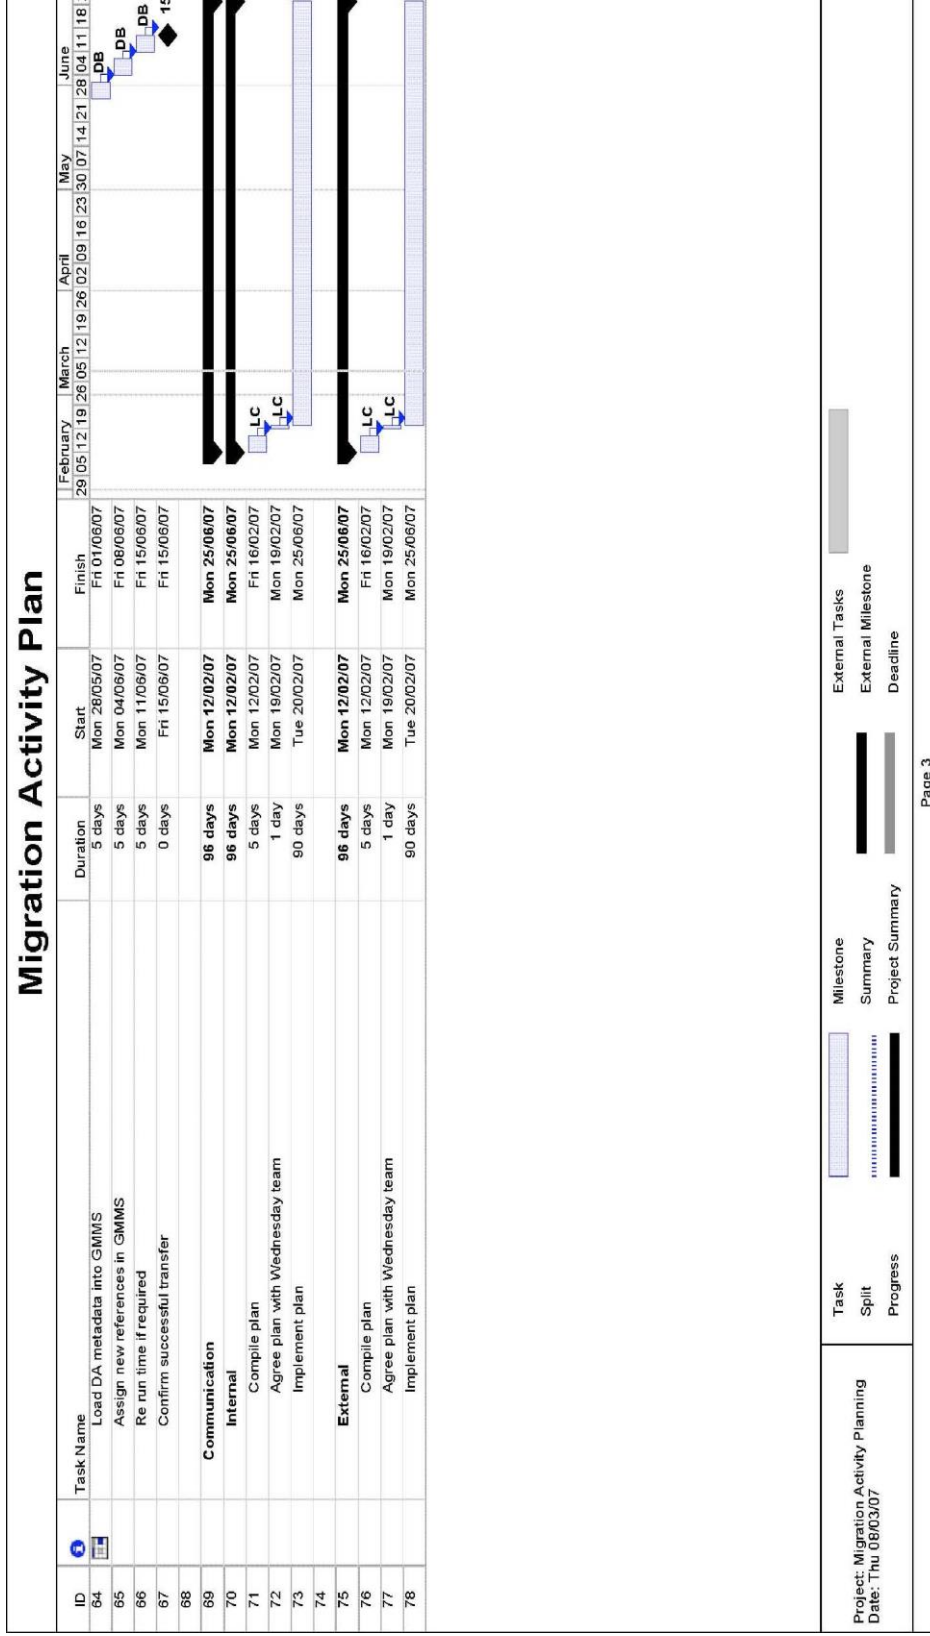 Migration Activity Plan
ID Task Name Duration Start Finish
February March April May June
29 05 12 19 26 05 12 19 26 02 09 16 23 30 07 14 21 28 04 11 18
64 Load DA metadata into GMMS 5 days Mon 28/05/07 Fri 01/06/07 DB
65 Assign new references in GMMS 5 days Mon 04/06/07 Fri 08/06/07 DB
66 Re run time if required 5 days Mon 11/06/07 Fri 15/06/07 DB
67 Confirm successful transfer 0 days Fri 15/06/07 Fri 15/06/07 15
68
69 Communication 96 days Mon 12/02/07 Mon 25/06/07
70 Internal 96 days Mon 12/02/07 Mon 25/06/07
71 Compile plan 5 days Mon 12/02/07 Fri 16/02/07 LC
72 Agree plan with Wednesday team 1 day Mon 19/02/07 Mon 19/02/07 LC
73 Implement plan 90 days Tue 20/02/07 Mon 25/06/07
74
75 External 96 days Mon 12/02/07 Mon 25/06/07
76 Compile plan 5 days Mon 12/02/07 Fri 16/02/07 LC
77 Agree plan with Wednesday team 1 day Mon 19/02/07 Mon 19/02/07 LC
78 Implement plan 90 days Tue 20/02/07 Mon 25/06/07
Project: Migration Activity Planning
Date: Thu 08/03/07
Task Milestone External Tasks
Split Summary External Milestone
Progress Project Summary Deadline
Page 3